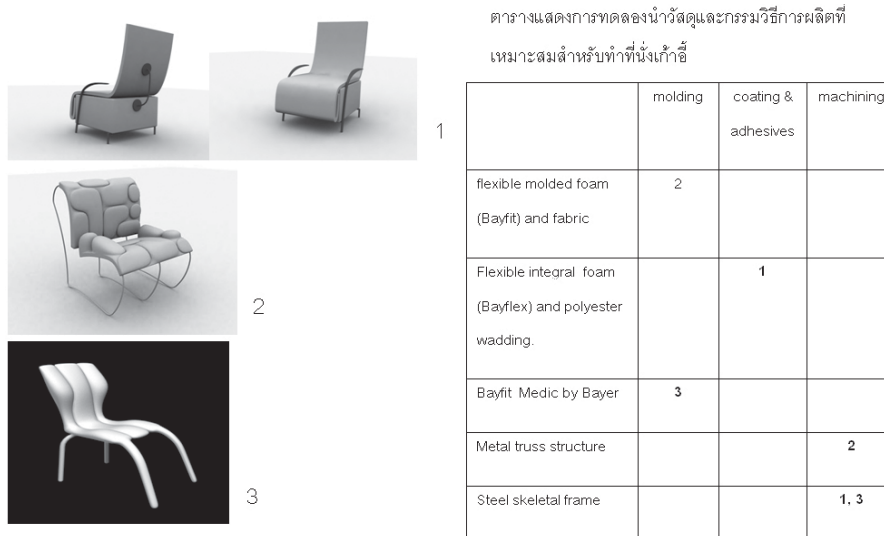 ตารางแสดงการทดลองนำวัสดุและกรรมวิธีการผลิตที่
เหมาะสมสำหรับทำที่นั่งเก้าอี้
1
2
3
molding
coating &
adhesives
machining
flexible molded foam
(Bayfit) and fabric
2
Flexible integral foam
(Bayflex) and polyester
wadding.
1
Bayfit Medic by Bayer
3
Metal truss structure
2
Steel skeletal frame
1, 3